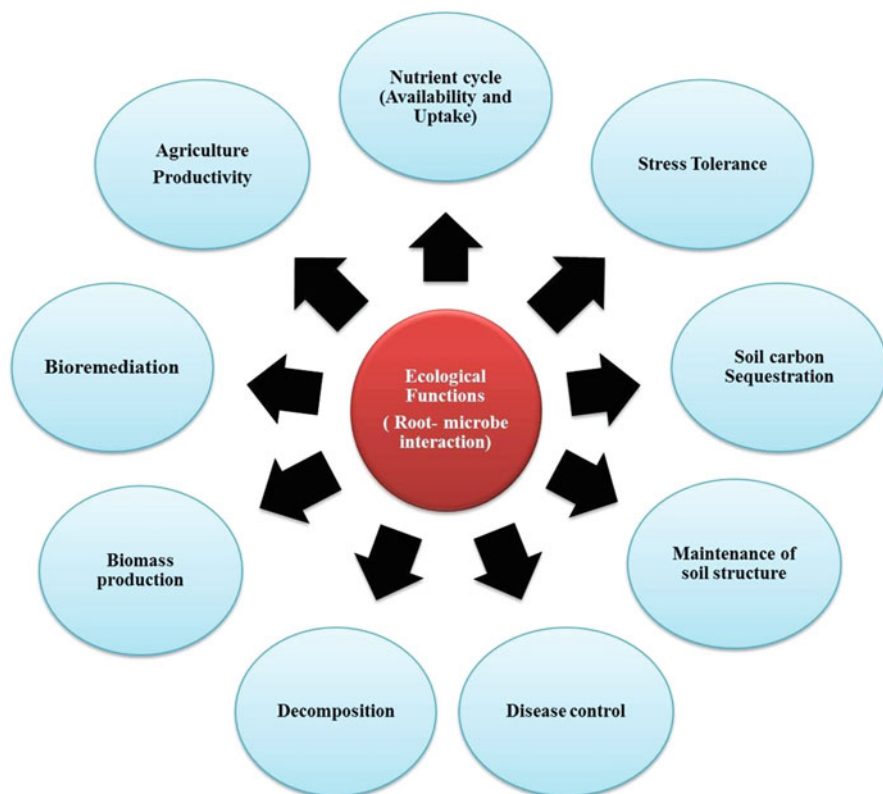 Nutrient cycle
(Availability and
Uptake)
Stress Tolerance
Soil carbon
Sequestration
Maintenance of
soil structure
Disease control
Decomposition
Biomass
production
Bioremediation
Agriculture
Productivity
Ecological
Functions
( Root- microbe
interaction)